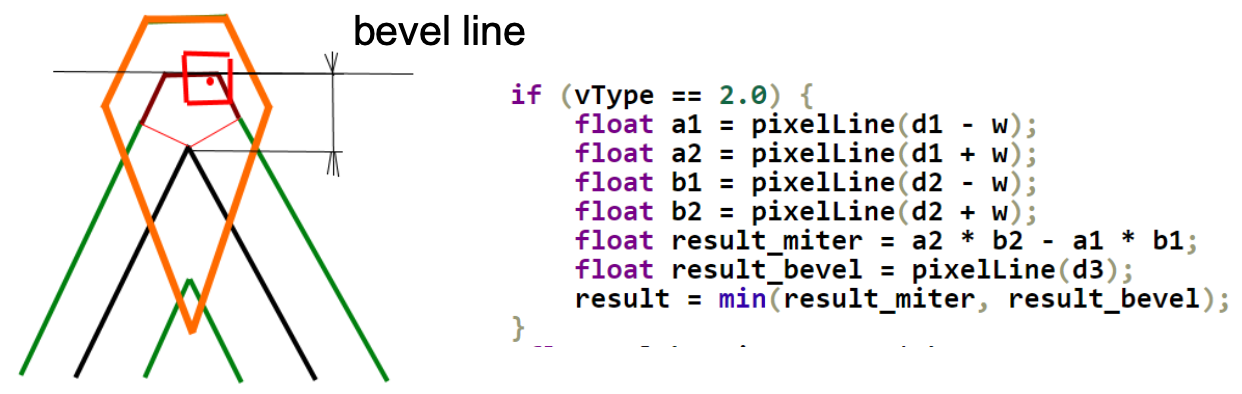 bevel line
if (vType == 2.0) {
    float a1 = pixelLine(d1 - w);
    float a2 = pixelLine(d1 + w);
    float b1 = pixelLine(d2 - w);
    float b2 = pixelLine(d2 + w);
    float result_miter = a2 * b2 - a1 * b1;
    float result_bevel = pixelLine(d3);
    result = min(result_miter, result_bevel);
}